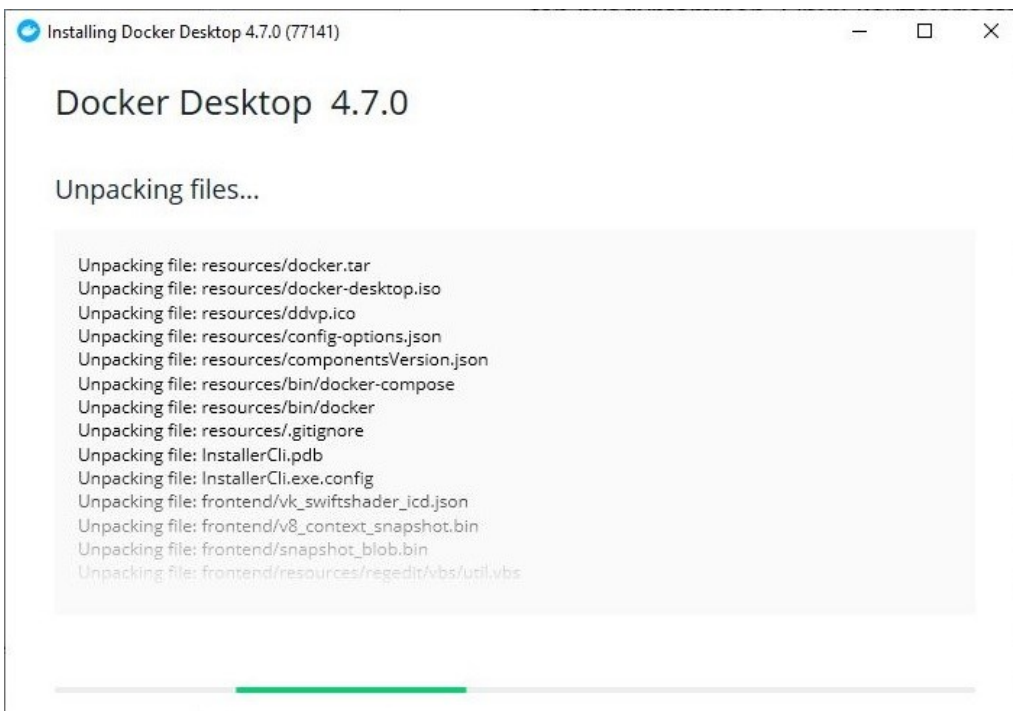 Installing Docker Desktop 4.7.0 (77141)
Docker Desktop 4.7.0
Unpacking files...
Unpacking file: resources/docker.tar
Unpacking file: resources/docker-desktop.iso
Unpacking file: resources/ddvp.ico
Unpacking file: resources/config-options.json
Unpacking file: resources/componentsVersion.json
Unpacking file: resources/bin/docker-compose
Unpacking file: resources/bin/docker
Unpacking file: resources/.gitignore
Unpacking file: InstallerCli.pdb
Unpacking file: InstallerCli.exe.config
Unpacking file: frontend/vk_swiftshader_icd.json
Unpacking file: frontend/v8_context_snapshot.bin
Unpacking file: frontend/snapshot_blob.bin
Unpacking file: frontend/resources/regedit/vbs/util.vbs